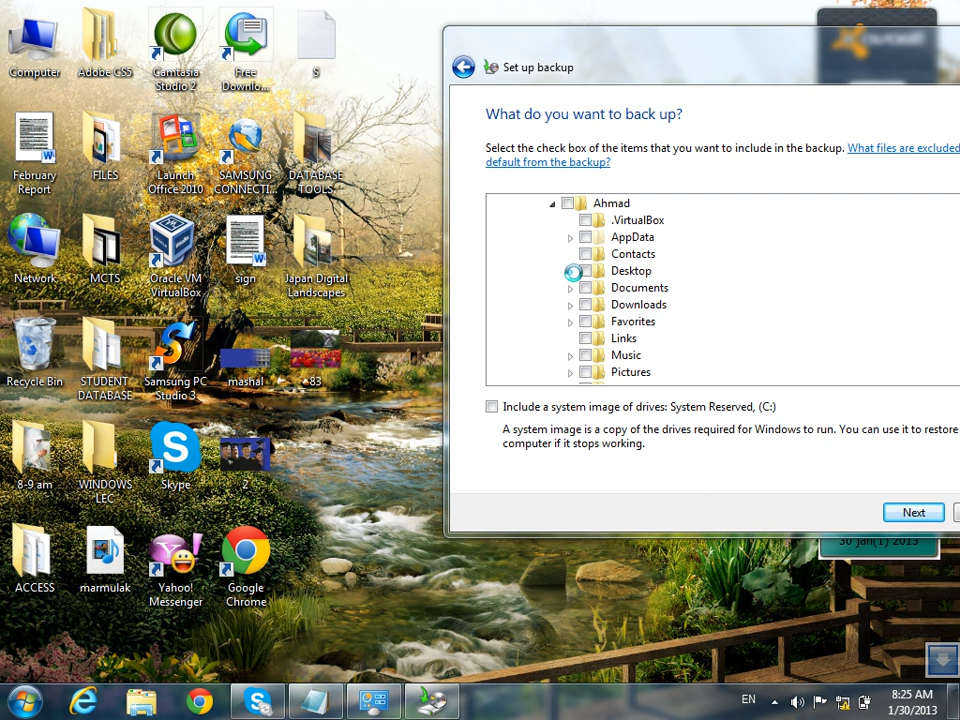 Computer
Adobe CS5
Camtasia
Studio 2
Free
Downlo...
S
February
Report
FILES
Launch
Office 2010
SAMSUNG
CONNECTI...
DATABASE
TOOLS
Network
MCTS
Oracle VM
VirtualBox
sign
Japan Digital
Landscapes
Recycle Bin
STUDENT
DATABASE
Samsung PC
Studio 3
mashal
83
8-9 am
WINDOWS
LEC
Skype
2
ACCESS
marmulak
Yahoo!
Messenger
Google
Chrome
Set up backup
What do you want to back up?
Select the check box of the items that you want to include in the backup. What files are excluded
default from the backup?
Ahmad
.VirtualBox
AppData
Contacts
Desktop
Documents
Downloads
Favorites
Links
Music
Pictures
Include a system image of drives: System Reserved, (C:)
A system image is a copy of the drives required for Windows to run. You can use it to restore
computer if it stops working.
Next
30 Jan(1) 2013
EN
8:25 AM
1/30/2013